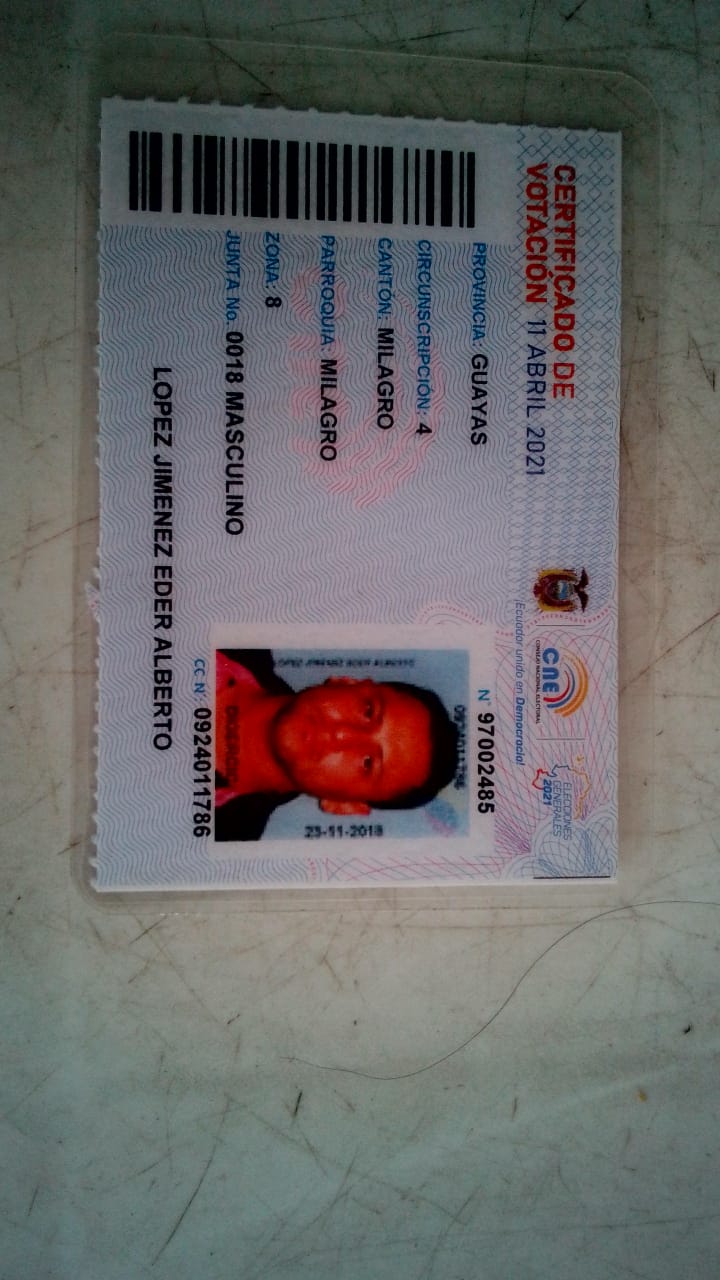 CERTIFICADO DE
VOTACIÓN 11 ABRIL 2021
CNE
CONSEJO NACIONAL ELECTORAL
ELECCIONES
GENERALES
2021
Ecuador unido en Democracia!
PROVINCIA: GUAYAS
CIRCUNSCRIPCIÓN: 4
CANTÓN: MILAGRO
PARROQUIA: MILAGRO
ZONA: 8
JUNTA No. 0018 MASCULINO
N° 97002485
23-11-2018
CC N°: 0924011786
LOPEZ JIMENEZ EDER ALBERTO